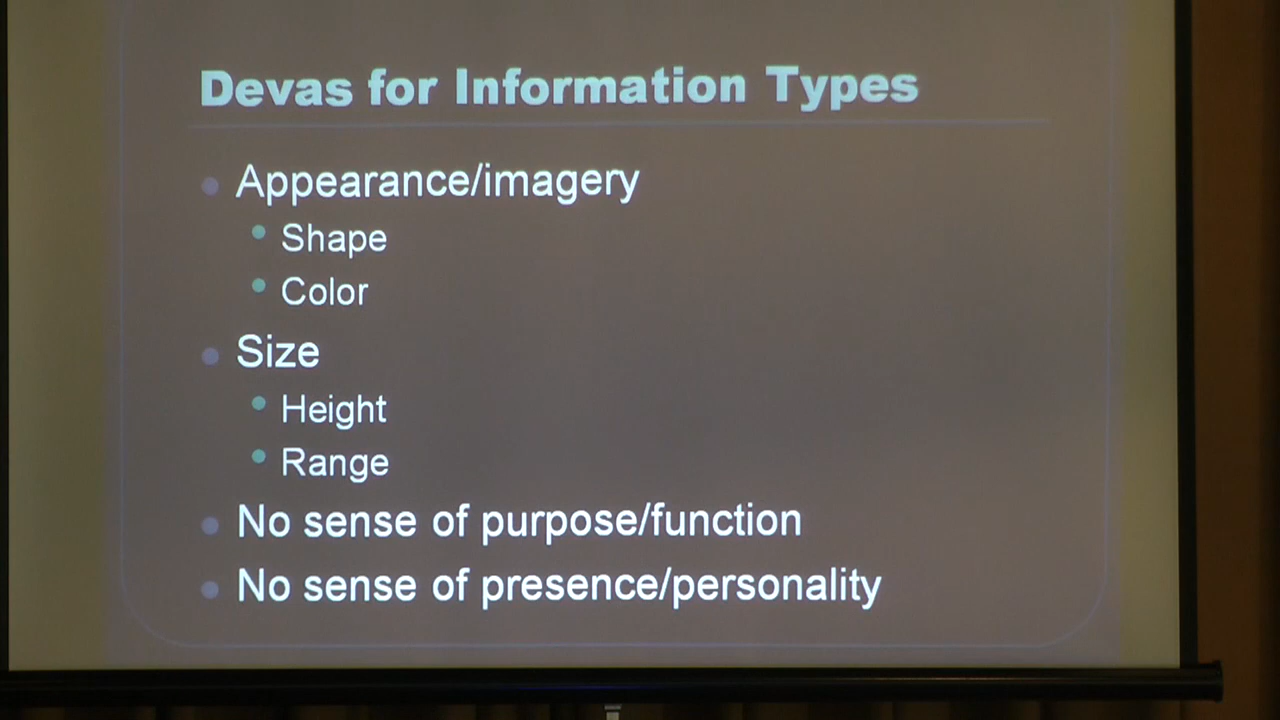 Devas for Information Types
Appearance/imagery
Shape
Color
Size
Height
Range
No sense of purpose/function
No sense of presence/personality